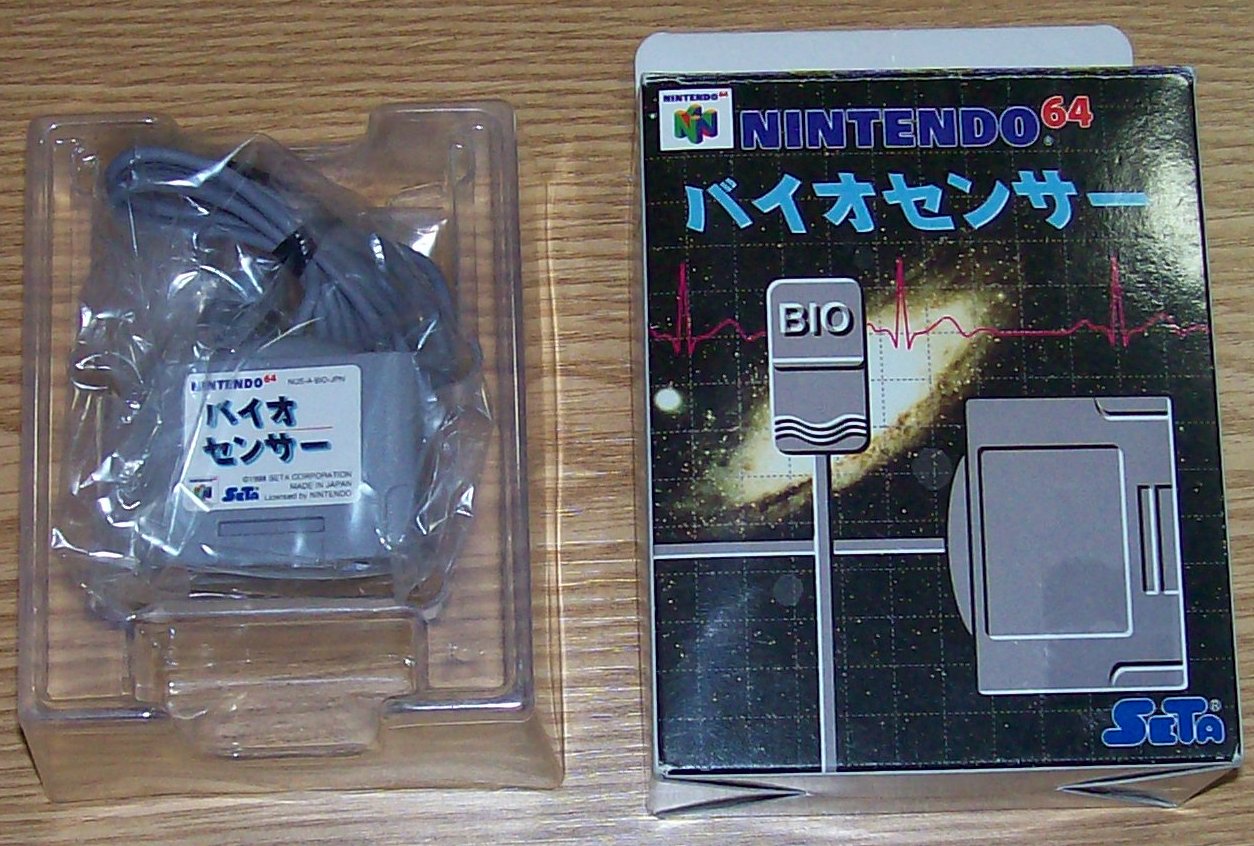 NINTENDO64 NUS-A-BIO-JPN
バイオ
センサー
©1998 SETA CORPORATION
MADE IN JAPAN
SETA Licensed by NINTENDO
NINTENDO64
NINTENDO64®
バイオセンサー
BIO
SETA®